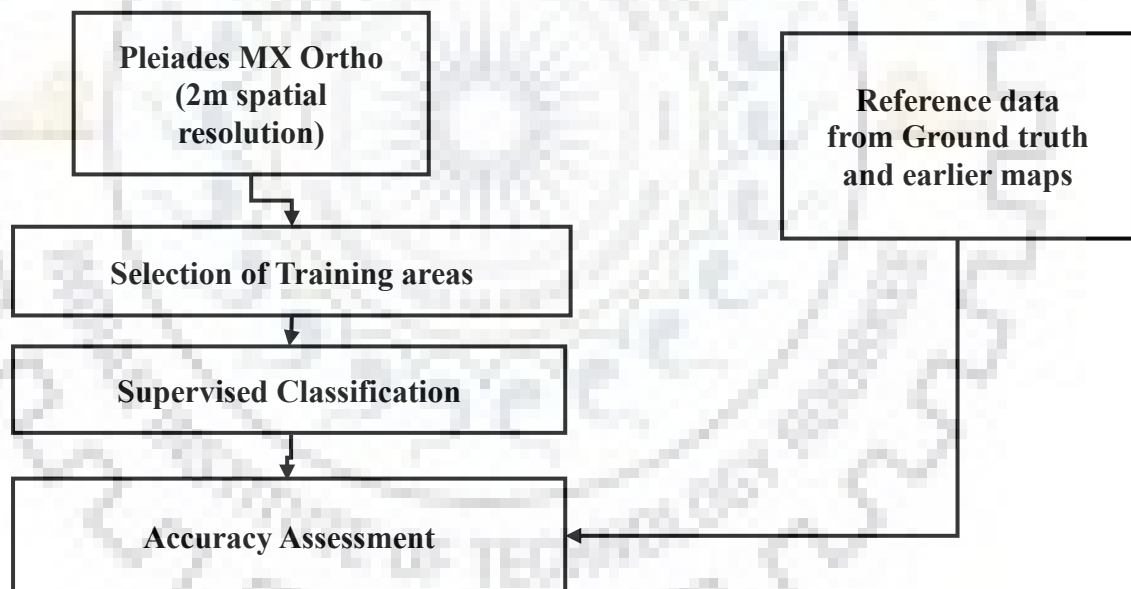 Pleiades MX Ortho
(2m spatial
resolution)
Reference data
from Ground truth
and earlier maps
Selection of Training areas
Supervised Classification
Accuracy Assessment